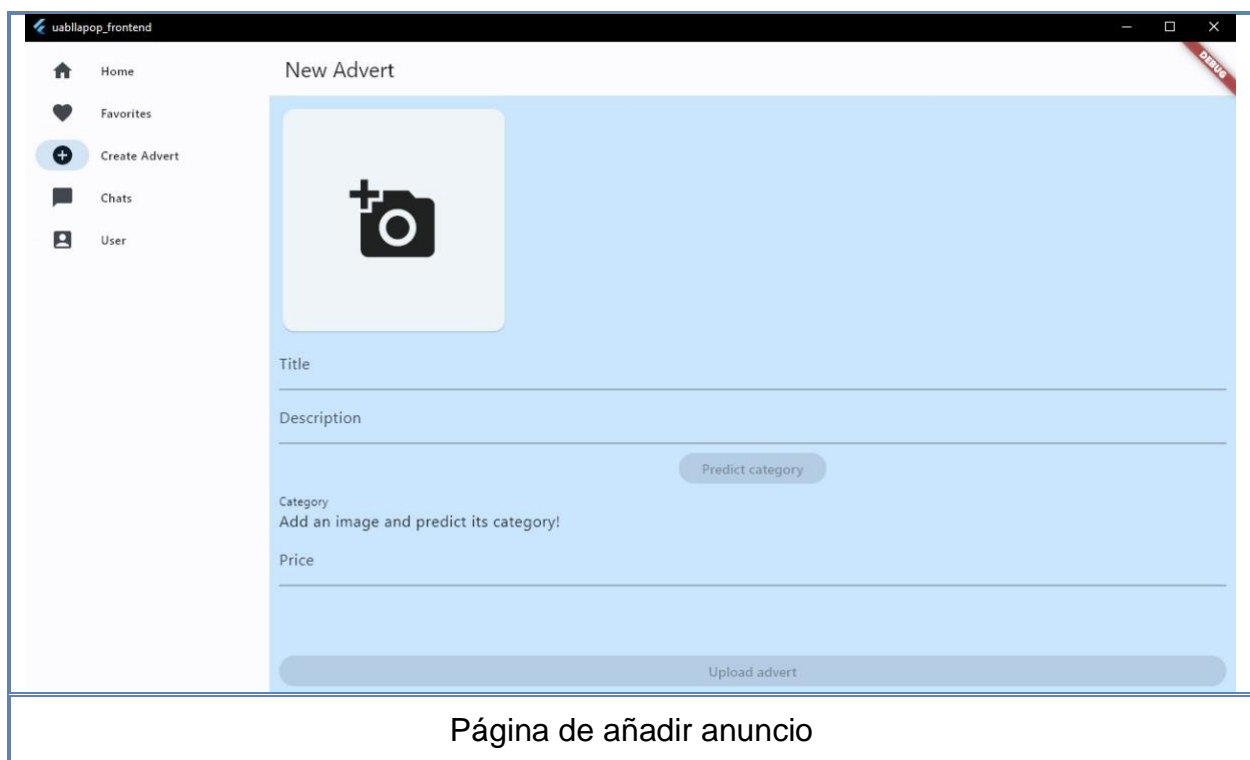 uabllapop_frontend
DEBUG
Home
Favorites
Create Advert
Chats
User
New Advert
Title
Description
Predict category
Category
Add an image and predict its category!
Price
Upload advert
Página de añadir anuncio